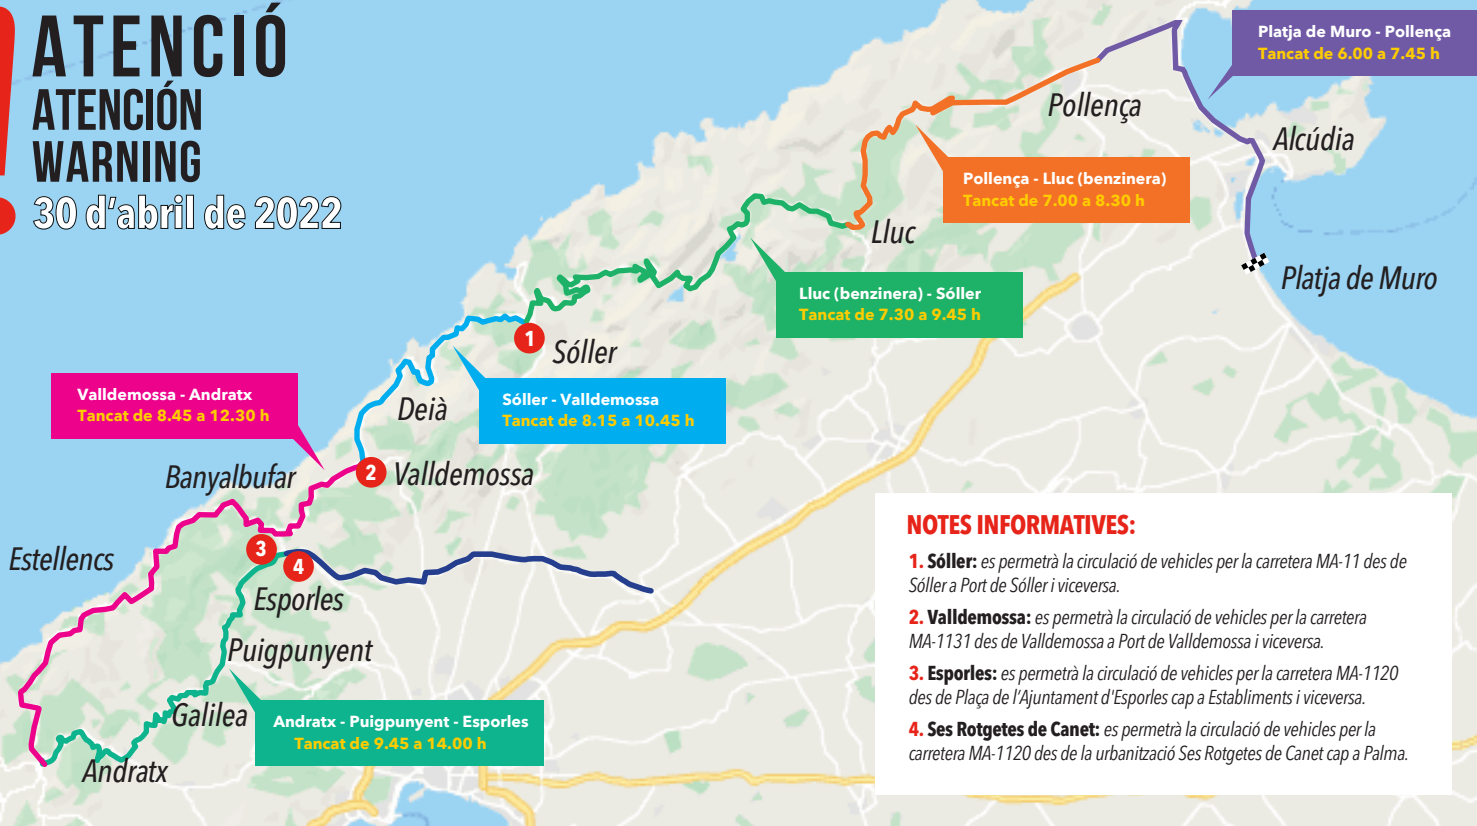 ATENCIÓ
ATENCIÓN
WARNING
30 d'abril de 2022
Platja de Muro - Pollença
Tancat de 6.00 a 7.45 h
Pollença
Alcúdia
Pollença - Lluc (benzinera)
Tancat de 7.00 a 8.30 h
Lluc
Platja de Muro
Lluc (benzinera) - Sóller
Tancat de 7.30 a 9.45 h
1
Sóller
Valldemossa - Andratx
Tancat de 8.45 a 12.30 h
Sóller - Valldemossa
Tancat de 8.15 a 10.45 h
Deià
Banyalbufar
2
Valldemossa
Estellencs
3
4
Esporles
Puigpunyent
Galilea
Andratx - Puigpunyent - Esporles
Tancat de 9.45 a 14.00 h
Andratx
NOTES INFORMATIVES:
1. Sóller: es permetrà la circulació de vehicles per la carretera MA-11 des de
Sóller a Port de Sóller i viceversa.
2. Valldemossa: es permetrà la circulació de vehicles per la carretera
MA-1131 des de Valldemossa a Port de Valldemossa i viceversa.
3. Esporles: es permetrà la circulació de vehicles per la carretera MA-1120
des de Plaça de l'Ajuntament d'Esporles cap a Establiments i viceversa.
4. Ses Rotgetes de Canet: es permetrà la circulació de vehicles per la
carretera MA-1120 des de la urbanització Ses Rotgetes de Canet cap a Palma.